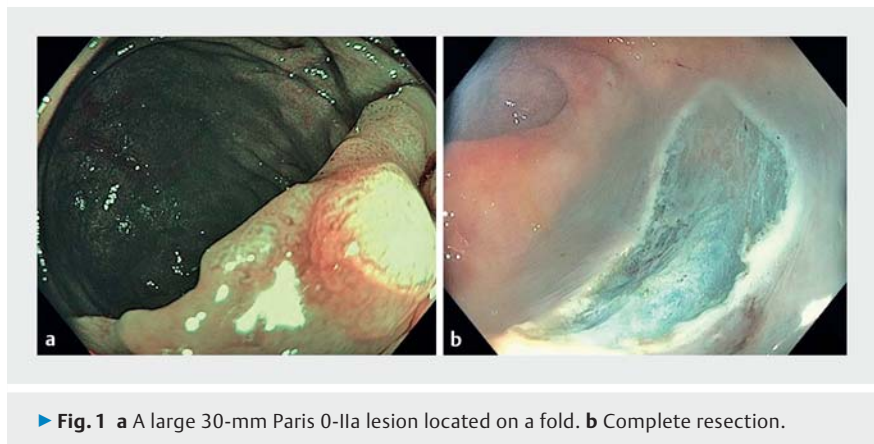 a
b
▶ Fig. 1 a A large 30-mm Paris 0-IIa lesion located on a fold. b Complete resection.